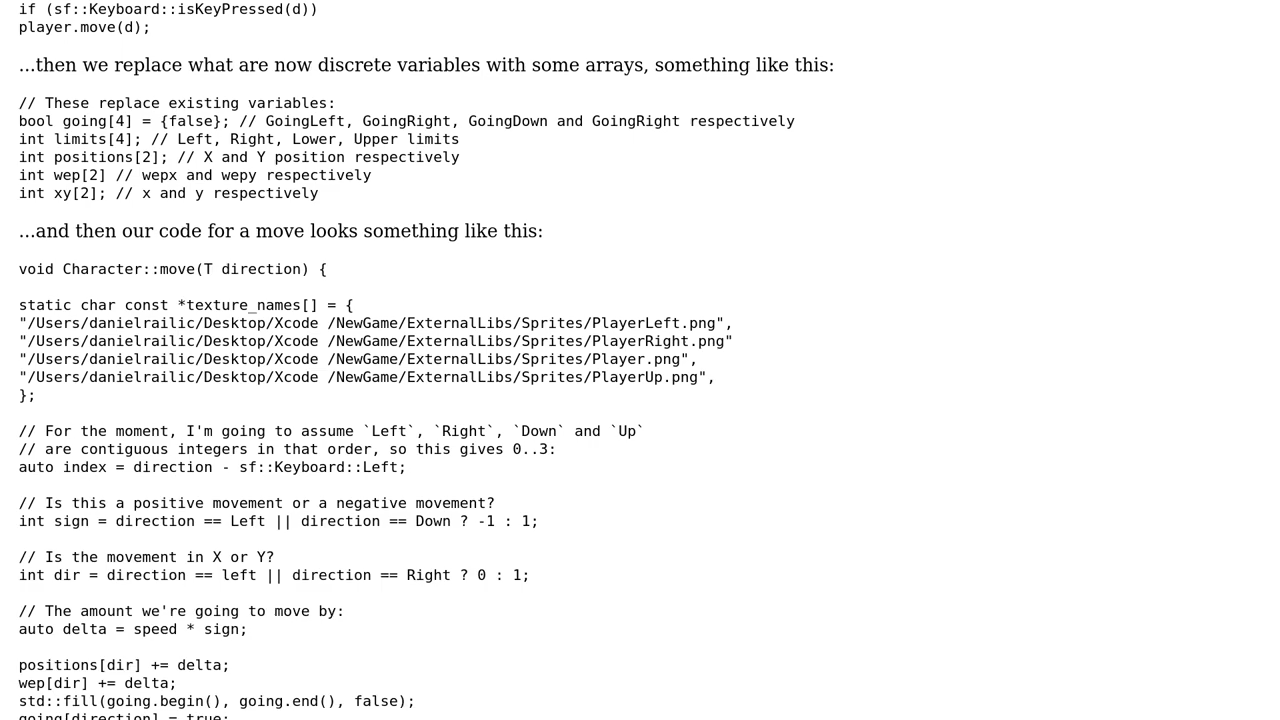 if (sf::Keyboard::isKeyPressed(d))
player.move(d);
...then we replace what are now discrete variables with some arrays, something like this:
// These replace existing variables:
bool going[4] = {false}; // GoingLeft, GoingRight, GoingDown and GoingRight respectively
int limits[4]; // Left, Right, Lower, Upper limits
int positions[2]; // X and Y position respectively
int wep[2] // wepx and wepy respectively
int xy[2]; // x and y respectively
...and then our code for a move looks something like this:
void Character::move(T direction) {
static char const *texture_names[] = {
"/Users/danielrailic/Desktop/Xcode /NewGame/ExternalLibs/Sprites/PlayerLeft.png",
"/Users/danielrailic/Desktop/Xcode /NewGame/ExternalLibs/Sprites/PlayerRight.png"
"/Users/danielrailic/Desktop/Xcode /NewGame/ExternalLibs/Sprites/Player.png",
"/Users/danielrailic/Desktop/Xcode /NewGame/ExternalLibs/Sprites/PlayerUp.png",
};
// For the moment, I'm going to assume `Left`, `Right`, `Down` and `Up`
// are contiguous integers in that order, so this gives 0..3:
auto index = direction - sf::Keyboard::Left;
// Is this a positive movement or a negative movement?
int sign = direction == Left || direction == Down ? -1 : 1;
// Is the movement in X or Y?
int dir = direction == left || direction == Right ? 0 : 1;
// The amount we're going to move by:
auto delta = speed * sign;
positions[dir] += delta;
wep[dir] += delta;
std::fill(going.begin(), going.end(), false);
going[direction] = true;